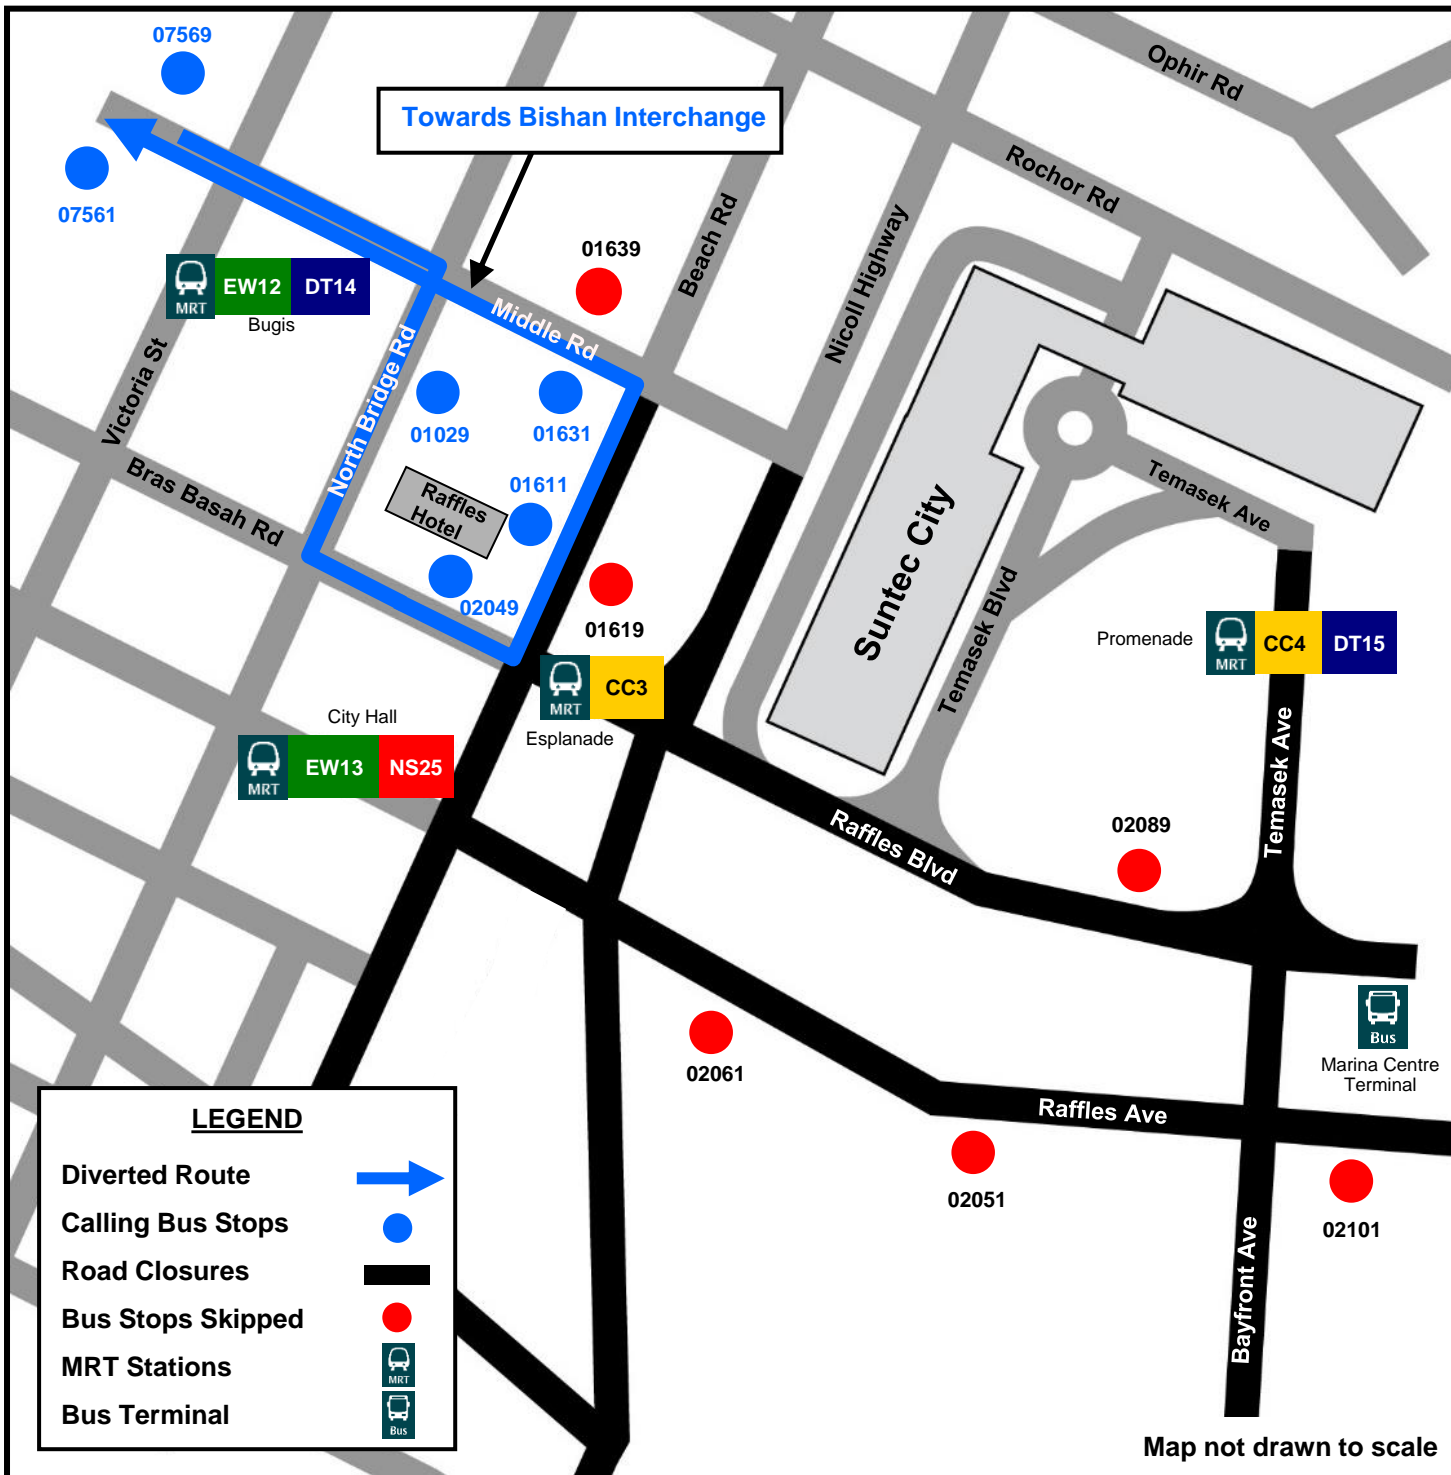 07569
Ophir Rd
Towards Bishan Interchange
07561
Rochor Rd
01639
Beach Rd
Nicoll Highway
MRT
EW12
DT14
Bugis
Middle Rd
Victoria St
North Bridge Rd
01029
01631
Bras Basah Rd
Raffles
Hotel
01611
Temasek Ave
Suntec City
02049
01619
Temasek Blvd
Promenade
MRT
CC4
DT15
MRT
CC3
Esplanade
City Hall
MRT
EW13
NS25
Temasek Ave
Raffles Blvd
02089
Bus
Marina Centre
Terminal
02061
Raffles Ave
02051
02101
Bayfront Ave
LEGEND
Diverted Route
Calling Bus Stops
Road Closures
Bus Stops Skipped
MRT Stations
MRT
Bus Terminal
Bus
Map not drawn to scale